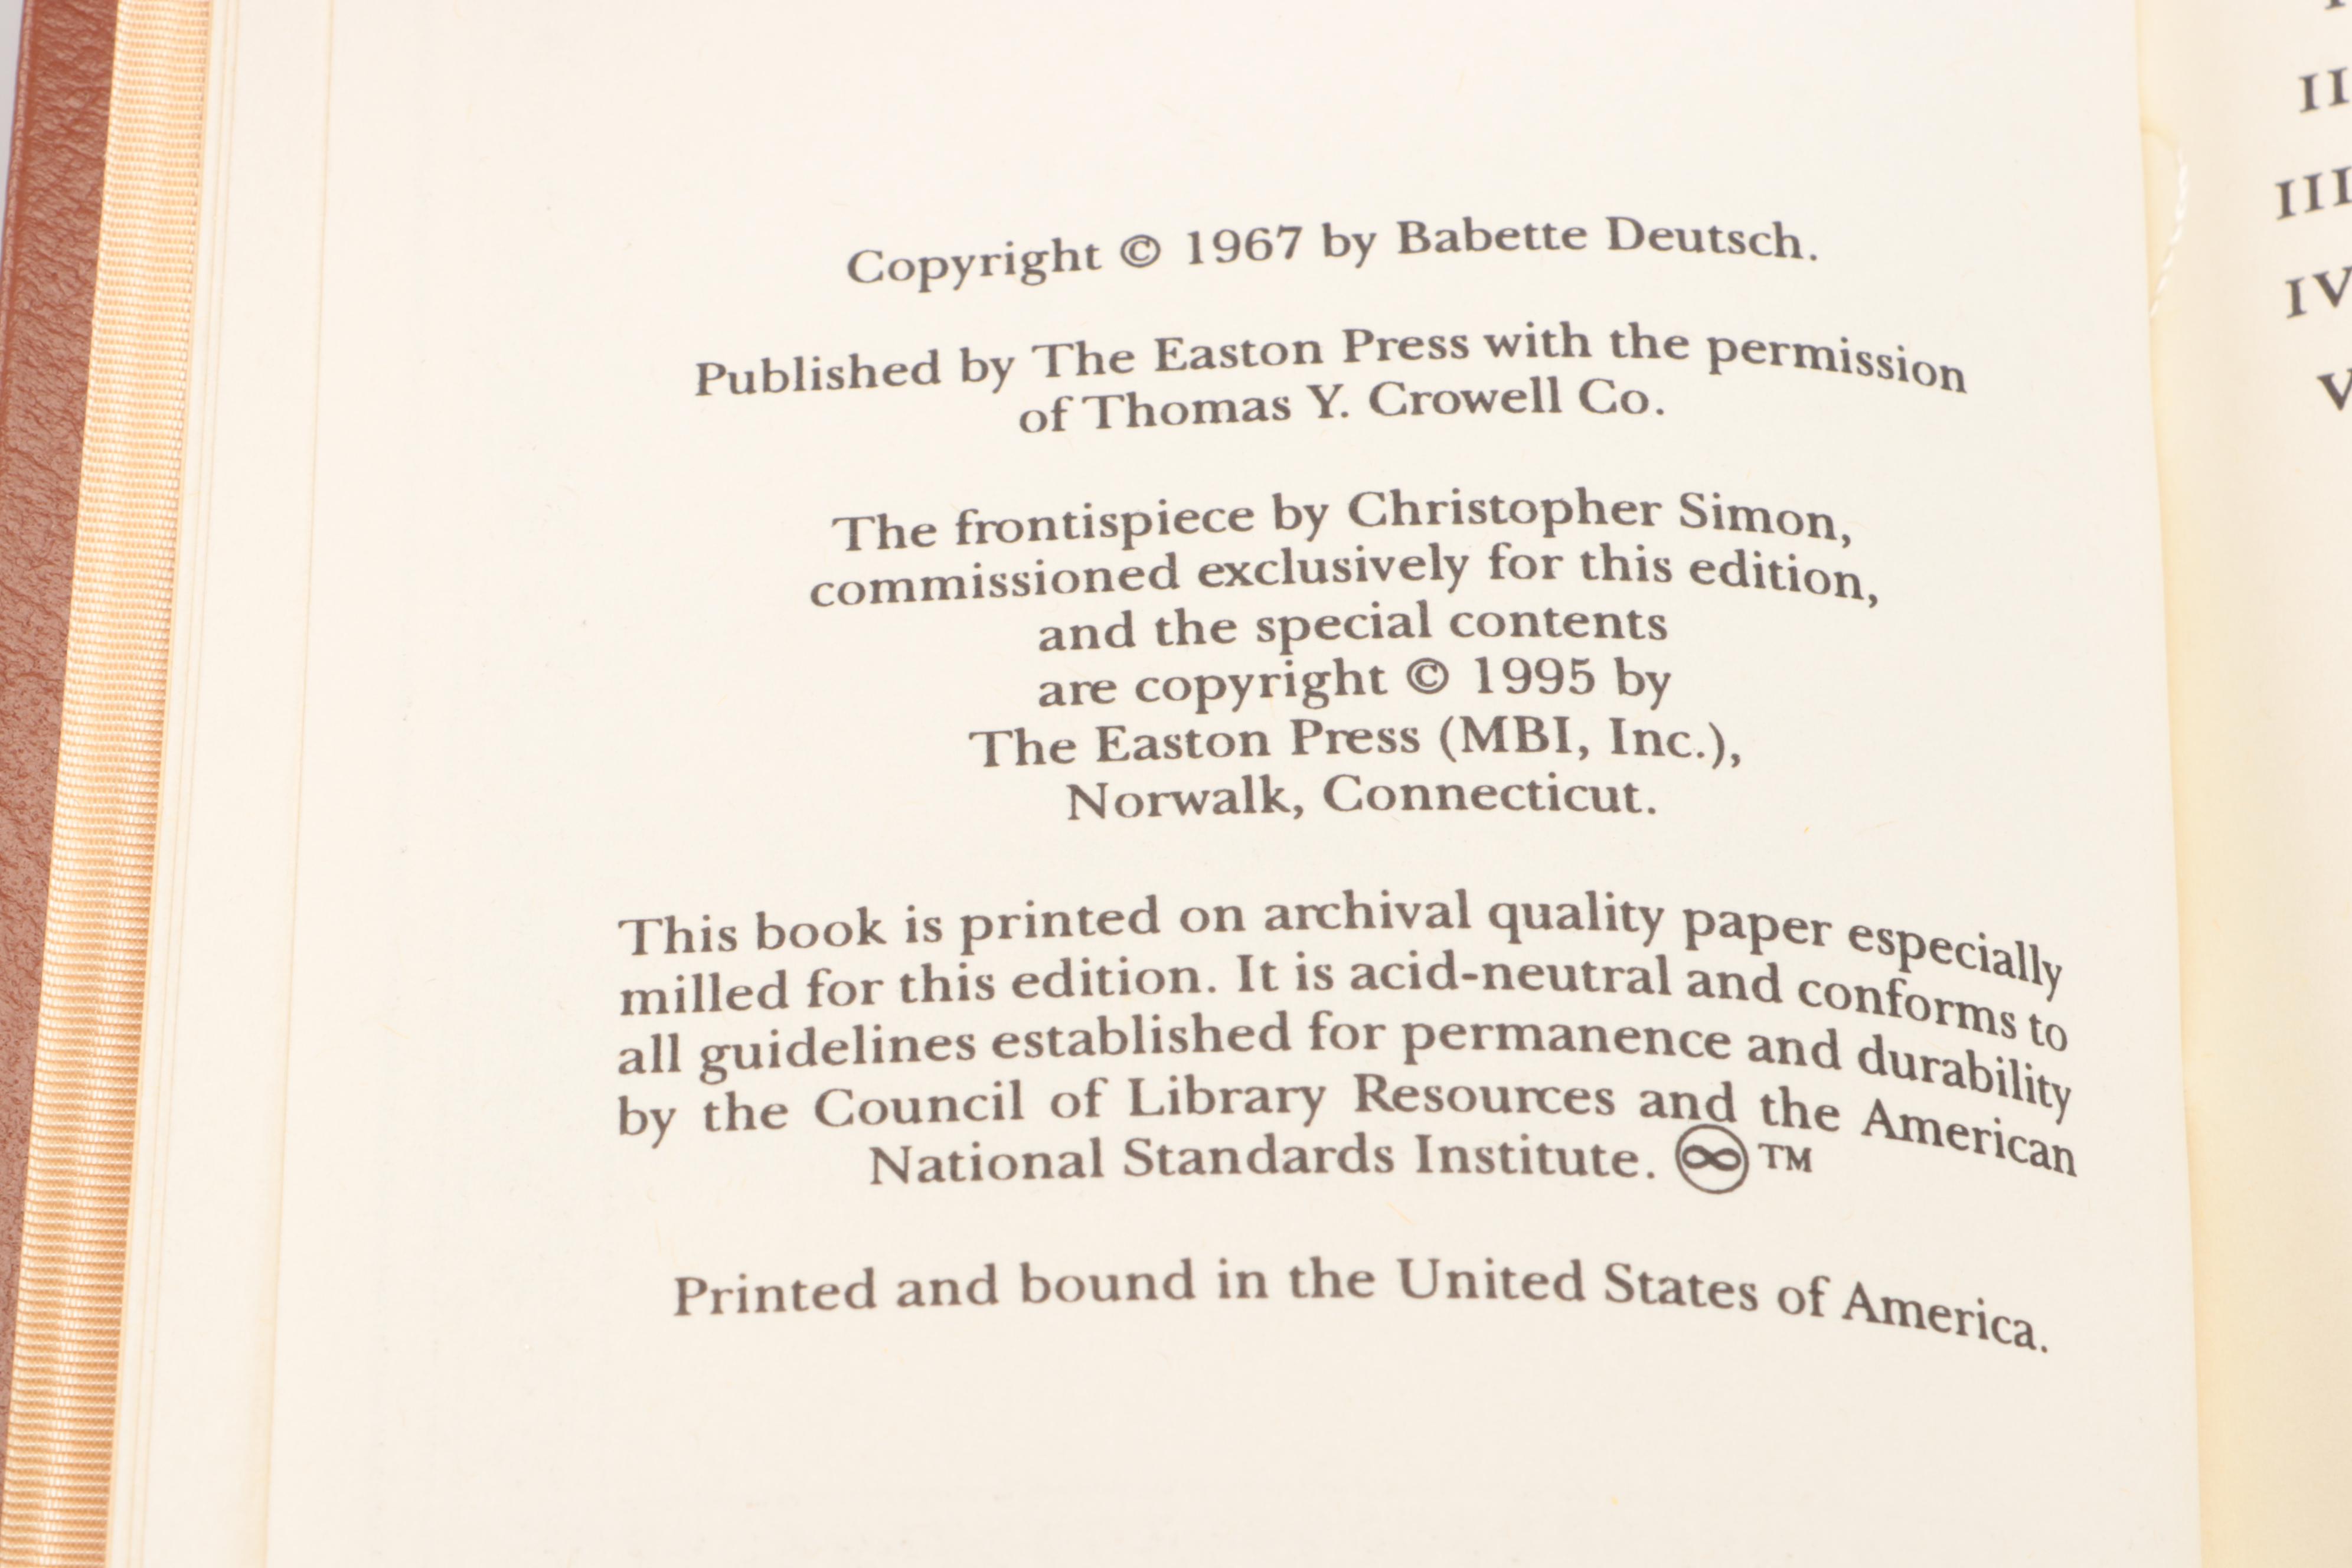 Copyright © 1967 by Babette Deutsch.
Published by The Easton Press with the permission
of Thomas Y. Crowell Co.
The frontispiece by Christopher Simon,
commissioned exclusively for this edition,
and the special contents
are copyright © 1995 by
The Easton Press (MBI, Inc.),
Norwalk, Connecticut.
This book is printed on archival quality paper especially
milled for this edition. It is acid-neutral and conforms to
all guidelines established for permanence and durability
by the Council of Library Resources and the American
National Standards Institute. ♾™
Printed and bound in the United States of America.
II
III
IV
V